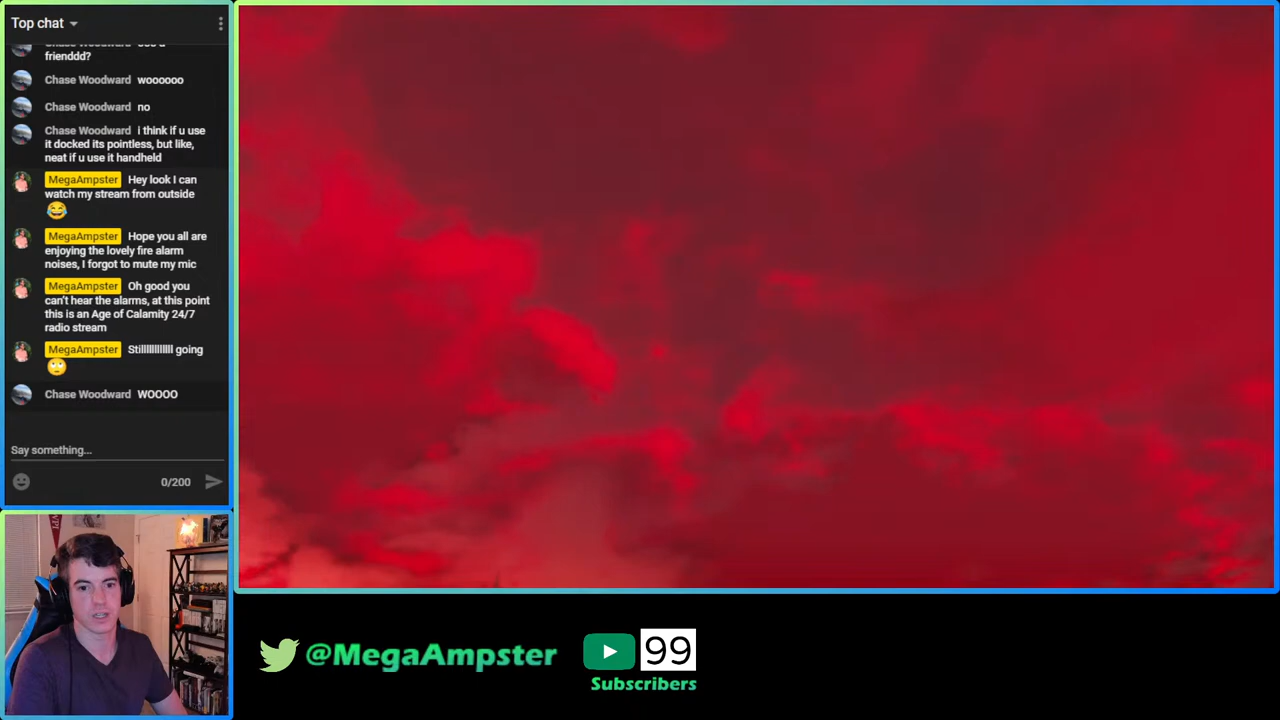 Top chat
frienddd?
Chase Woodward woooooo
Chase Woodward no
Chase Woodward i think if u use
it docked its pointless, but like,
neat if u use it handheld
MegaAmpster Hey look I can
watch my stream from outside
😂
MegaAmpster Hope you all are
enjoying the lovely fire alarm
noises, I forgot to mute my mic
MegaAmpster Oh good you
can't hear the alarms, at this point
this is an Age of Calamity 24/7
radio stream
MegaAmpster Stillllllllllllll going
🙄
Chase Woodward WOOOO
Say something...
0/200
@MegaAmpster
99
Subscribers